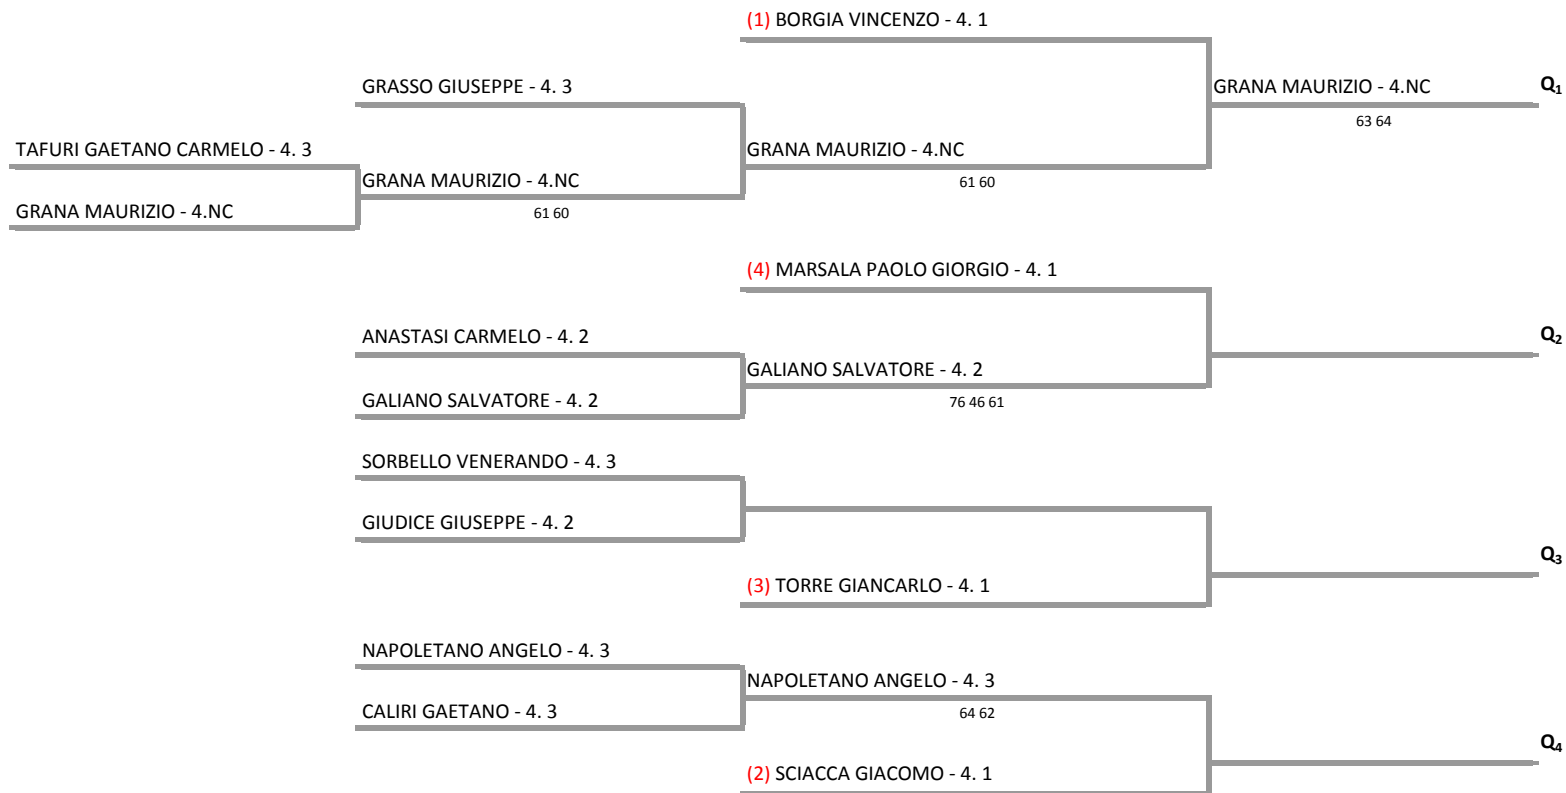 (1) BORGIA VINCENZO - 4. 1
GRASSO GIUSEPPE - 4. 3
GRANA MAURIZIO - 4.NC
Q1
63 64
TAFURI GAETANO CARMELO - 4. 3
GRANA MAURIZIO - 4.NC
GRANA MAURIZIO - 4.NC
61 60
GRANA MAURIZIO - 4.NC
61 60
(4) MARSALA PAOLO GIORGIO - 4. 1
ANASTASI CARMELO - 4. 2
Q2
GALIANO SALVATORE - 4. 2
GALIANO SALVATORE - 4. 2
76 46 61
SORBELLO VENERANDO - 4. 3
GIUDICE GIUSEPPE - 4. 2
Q3
(3) TORRE GIANCARLO - 4. 1
NAPOLETANO ANGELO - 4. 3
NAPOLETANO ANGELO - 4. 3
CALIRI GAETANO - 4. 3
64 62
Q4
(2) SCIACCA GIACOMO - 4. 1